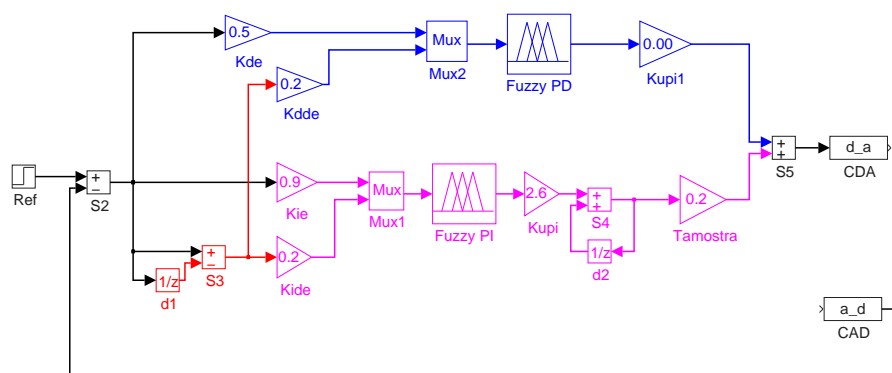 0.5
Kde
Mux
Mux2
Fuzzy PD
0.00
Kupi1
0.2
Kdde
Ref
+
−
S2
0.9
Kie
Mux
Mux1
Fuzzy PI
2.6
Kupi
+
+
S4
0.2
Tamostra
+
+
S5
d_a
CDA
1/z
d1
+
−
S3
0.2
Kide
1/z
d2
a_d
CAD